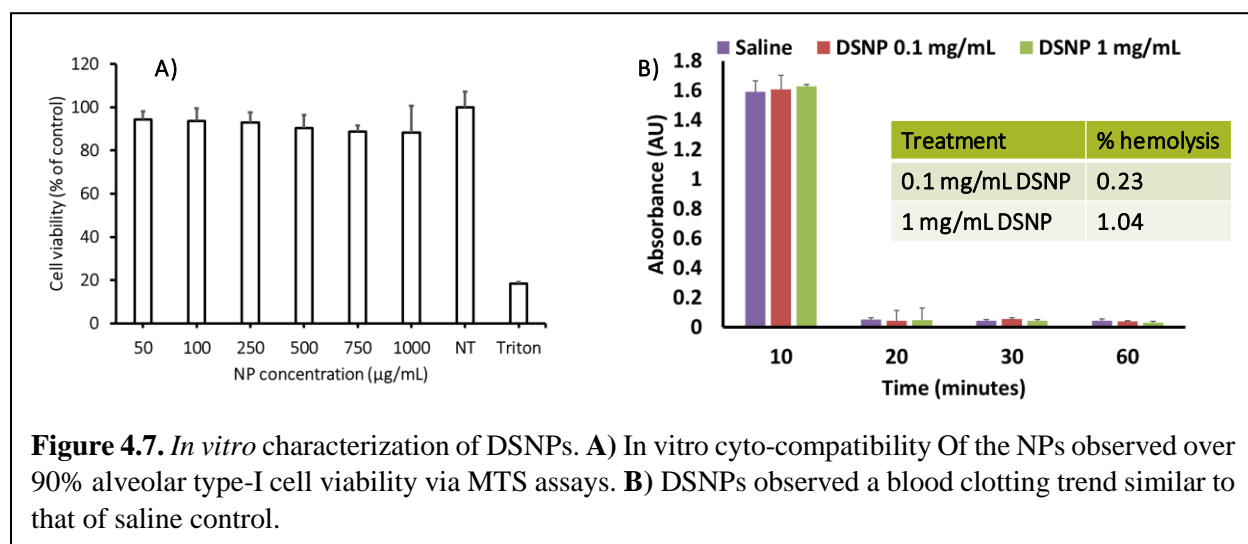 A)
120
100
80
60
40
20
0
Cell viability (% of control)
50 100 250 500 750 1000 NT Triton
NP concentration (µg/mL)
B)
Saline DSNP 0.1 mg/mL DSNP 1 mg/mL
1.8
1.6
1.4
1.2
1
0.8
0.6
0.4
0.2
0
Absorbance (AU)
10 20 30 60
Time (minutes)
Treatment % hemolysis
0.1 mg/mL DSNP 0.23
1 mg/mL DSNP 1.04
Figure 4.7. In vitro characterization of DSNPs. A) In vitro cyto-compatibility Of the NPs observed over
90% alveolar type-I cell viability via MTS assays. B) DSNPs observed a blood clotting trend similar to
that of saline control.